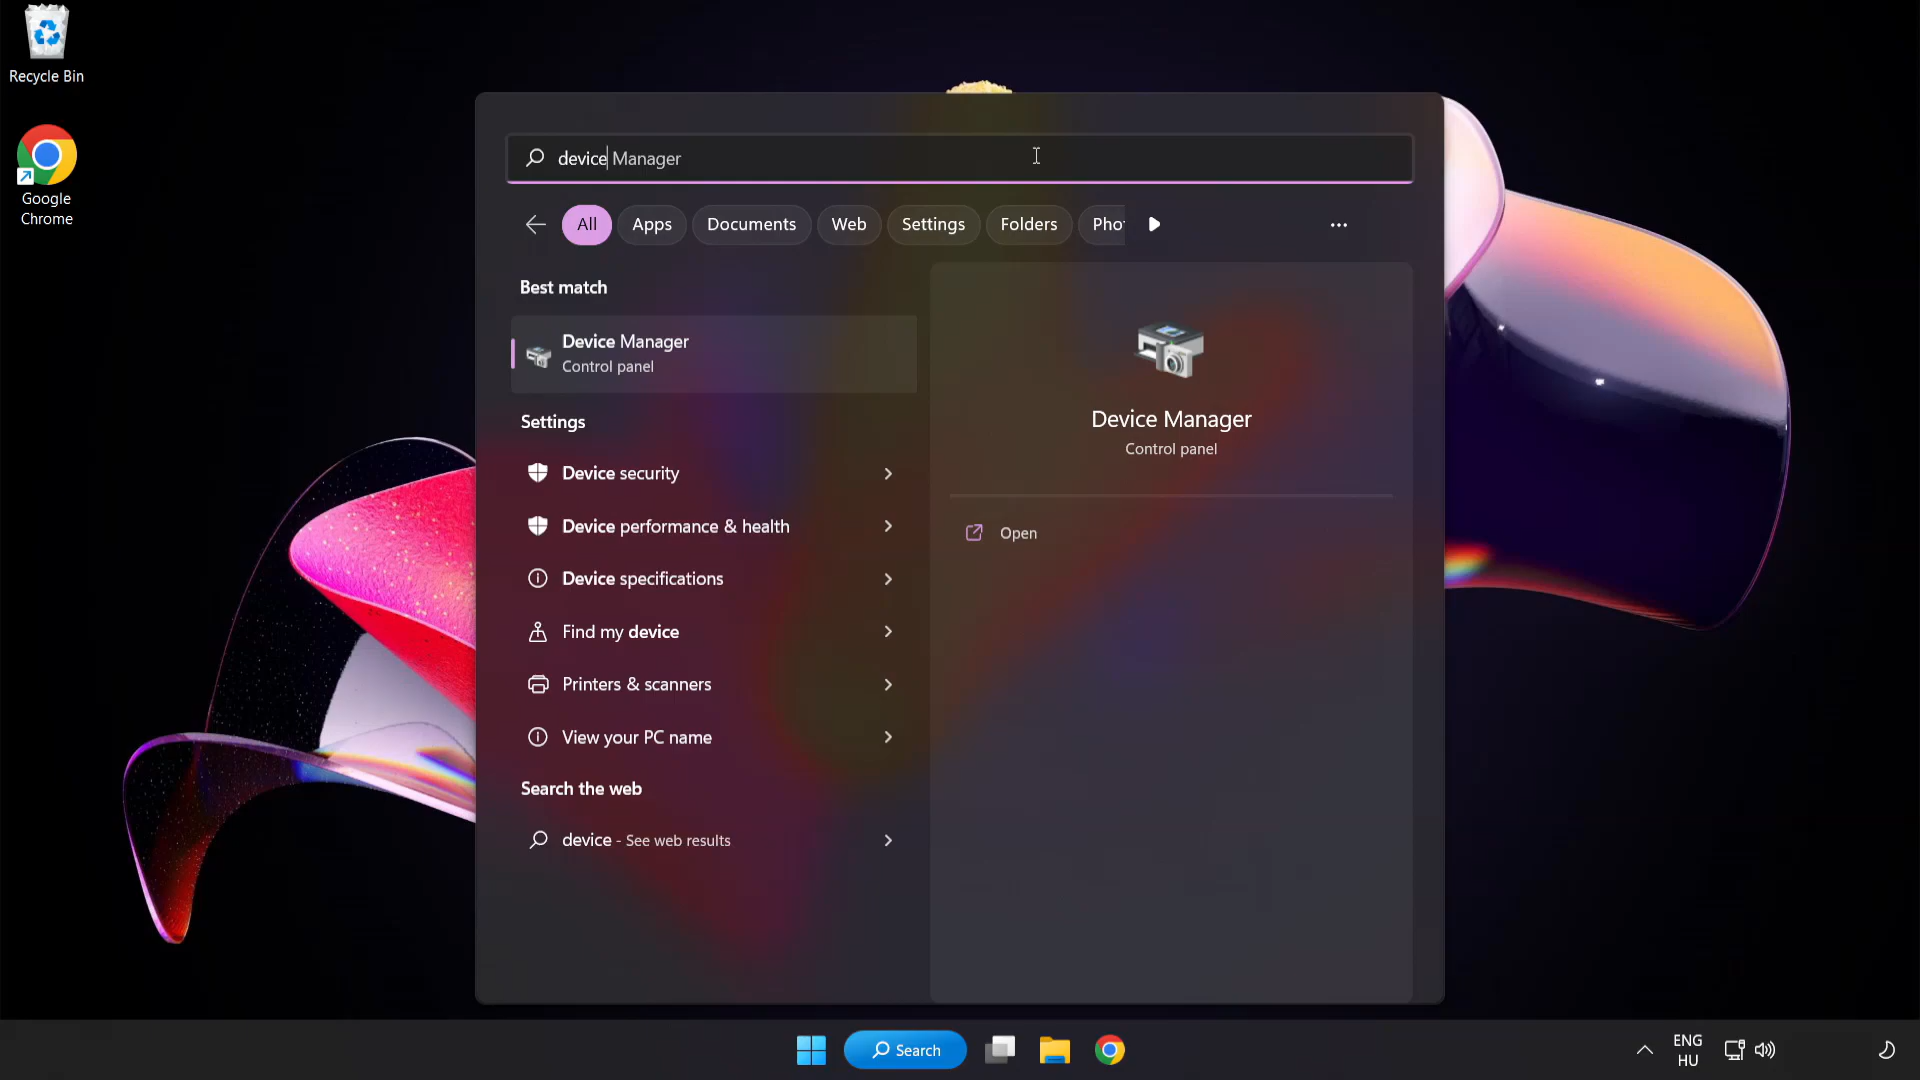 Recycle Bin
Google
Chrome
device Manager
All
Apps
Documents
Web
Settings
Folders
Phot
Best match
Device Manager
Control panel
Settings
Device security
Device performance & health
Device specifications
Find my device
Printers & scanners
View your PC name
Search the web
device - See web results
Device Manager
Control panel
Open
Search
ENG
HU